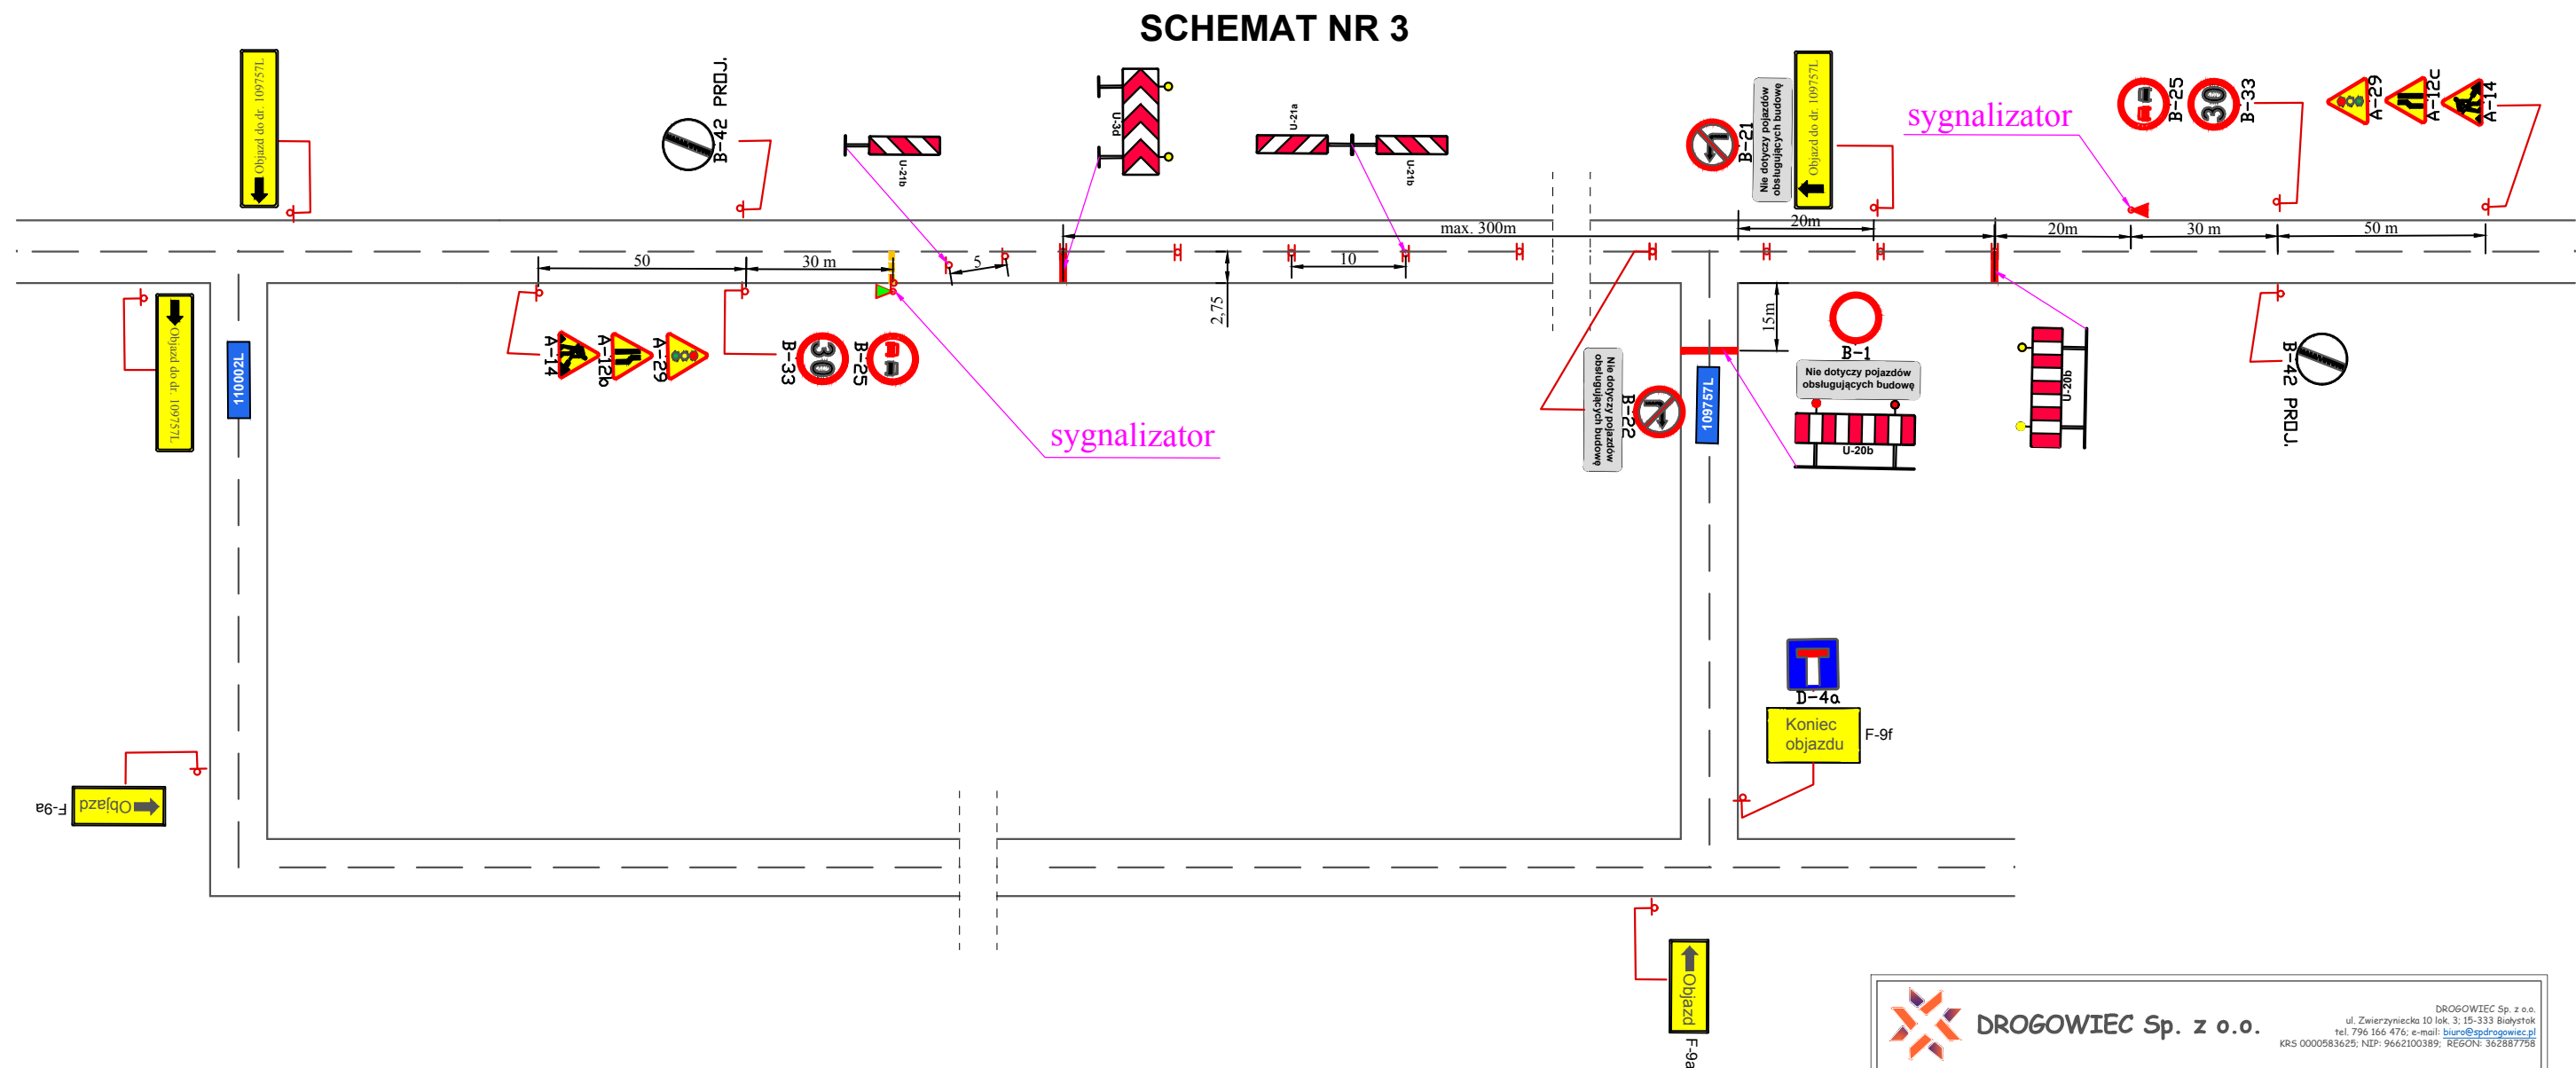 SCHEMAT NR 3
Objazd do dr. 109757L
B-42 PROJ.
U-21b
U-3d
U-21a
U-21b
B-21
Nie dotyczy pojazdów
obsługujących budowę
Objazd do dr. 109757L
sygnalizator
B-25
30
B-33
A-29
A-12c
A-14
max. 300m
20m
20m
30 m
50 m
50
30 m
5
10
2,75
15m
Objazd do dr. 109757L
110002L
A-14
A-12b
A-29
B-33
30
B-25
sygnalizator
Nie dotyczy pojazdów
obsługujących budowę
B-22
109757L
B-1
Nie dotyczy pojazdów
obsługujących budowę
U-20b
U-20b
B-42 PROJ.
D-4a
Koniec
objazdu
F-9f
F-9a
Objazd
Objazd
F-9a
DROGOWIEC Sp. z o.o.
DROGOWIEC Sp. z o.o.
ul. Zwierzyniecka 10 lok. 3; 15-333 Białystok
tel. 796 166 476; e-mail: biuro@spdrogowiec.pl
KRS 0000583625; NIP: 9662100389; REGON: 362887758